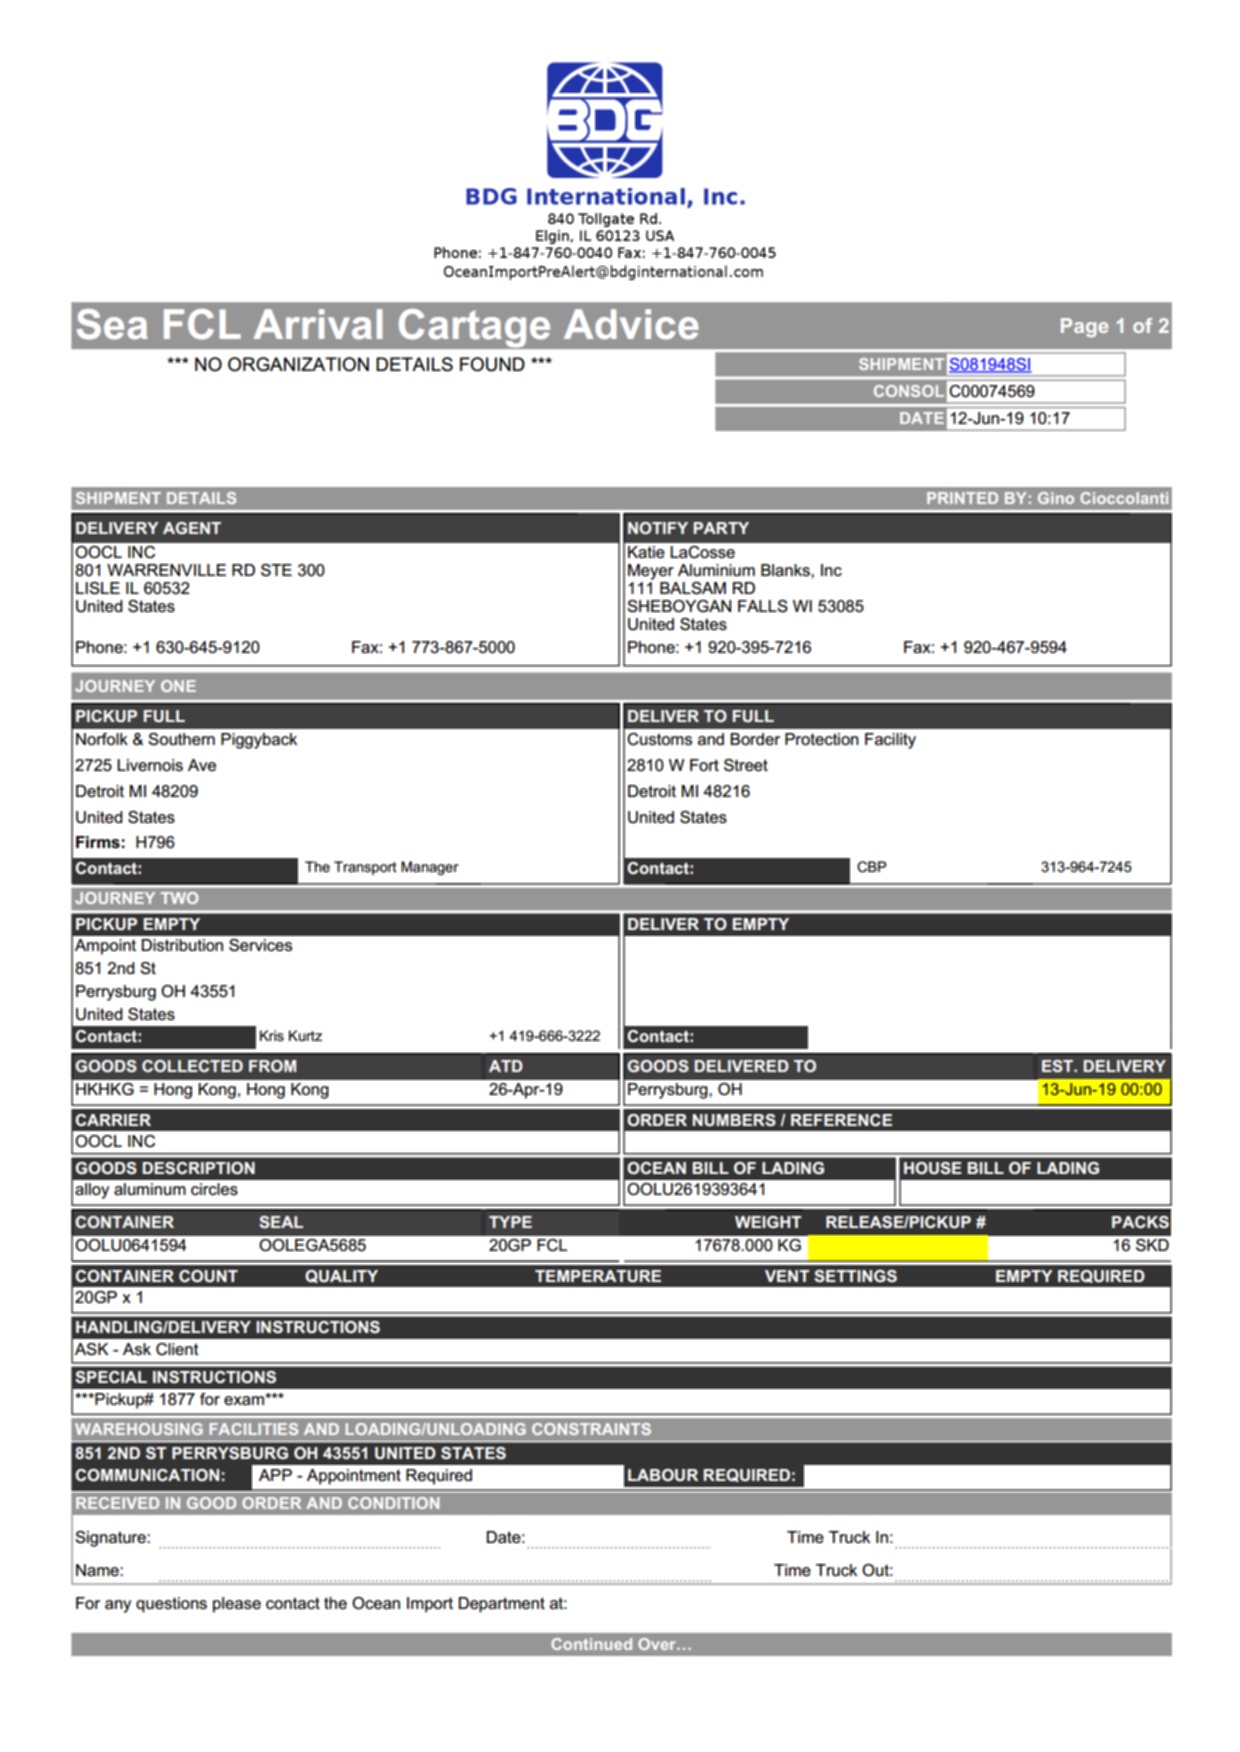 BDG
BDG International, Inc.
840 Tollgate Rd.
Elgin, IL 60123 USA
Phone: +1-847-760-0040 Fax: +1-847-760-0045
OceanImportPreAlert@bdginternational.com
Sea FCL Arrival Cartage Advice Page 1 of 2
*** NO ORGANIZATION DETAILS FOUND *** SHIPMENT S081948SI
CONSOL C00074569
DATE 12-Jun-19 10:17
SHIPMENT DETAILS PRINTED BY: Gino Cioccolanti
DELIVERY AGENT
OOCL INC
801 WARRENVILLE RD STE 300
LISLE IL 60532
United States
Phone: +1 630-645-9120 Fax: +1 773-867-5000
NOTIFY PARTY
Katie LaCosse
Meyer Aluminium Blanks, Inc
111 BALSAM RD
SHEBOYGAN FALLS WI 53085
United States
Phone: +1 920-395-7216 Fax: +1 920-467-9594
JOURNEY ONE
PICKUP FULL
Norfolk & Southern Piggyback
2725 Livernois Ave
Detroit MI 48209
United States
Firms: H796
Contact: The Transport Manager
DELIVER TO FULL
Customs and Border Protection Facility
2810 W Fort Street
Detroit MI 48216
United States
Contact: CBP 313-964-7245
JOURNEY TWO
PICKUP EMPTY
Ampoint Distribution Services
851 2nd St
Perrysburg OH 43551
United States
Contact: Kris Kurtz +1 419-666-3222
DELIVER TO EMPTY
Contact:
GOODS COLLECTED FROM ATD GOODS DELIVERED TO EST. DELIVERY
HKHKG = Hong Kong, Hong Kong 26-Apr-19 Perrysburg, OH 13-Jun-19 00:00
CARRIER ORDER NUMBERS / REFERENCE
OOCL INC
GOODS DESCRIPTION OCEAN BILL OF LADING HOUSE BILL OF LADING
alloy aluminum circles OOLU2619393641
CONTAINER SEAL TYPE WEIGHT RELEASE/PICKUP # PACKS
OOLU0641594 OOLEGA5685 20GP FCL 17678.000 KG 16 SKD
CONTAINER COUNT QUALITY TEMPERATURE VENT SETTINGS EMPTY REQUIRED
20GP x 1
HANDLING/DELIVERY INSTRUCTIONS
ASK - Ask Client
SPECIAL INSTRUCTIONS
***Pickup# 1877 for exam***
WAREHOUSING FACILITIES AND LOADING/UNLOADING CONSTRAINTS
851 2ND ST PERRYSBURG OH 43551 UNITED STATES
COMMUNICATION: APP - Appointment Required LABOUR REQUIRED:
RECEIVED IN GOOD ORDER AND CONDITION
Signature: Date: Time Truck In:
Name: Time Truck Out:
For any questions please contact the Ocean Import Department at:
Continued Over...